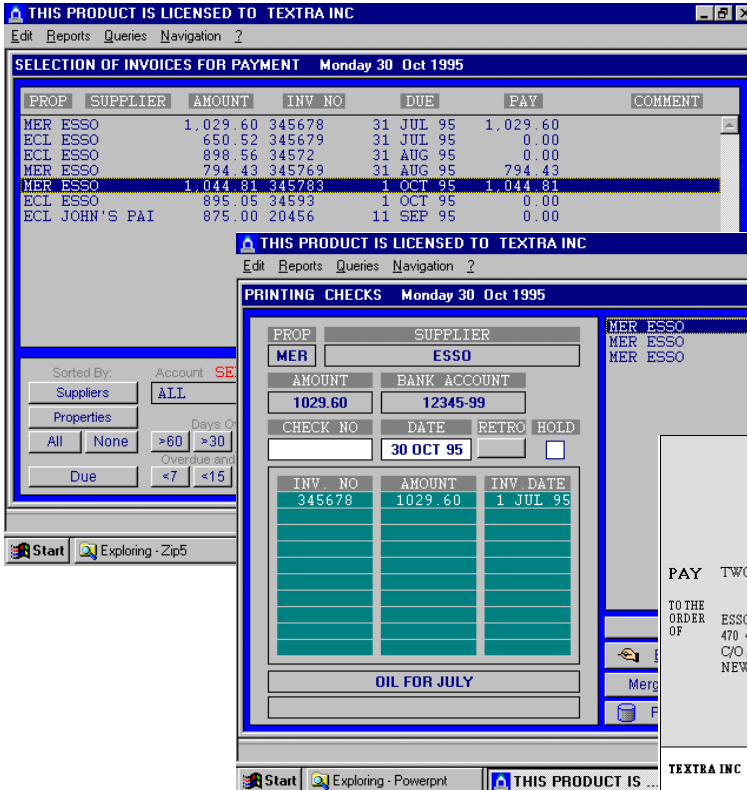 THIS PRODUCT IS LICENSED TO TEXTRA INC
Edit Reports Queries Navigation ?
SELECTION OF INVOICES FOR PAYMENT Monday 30 Oct 1995
PROP SUPPLIER AMOUNT INV NO DUE PAY COMMENT
MER ESSO 1,029.60 345678 31 JUL 95 1,029.60
ECL ESSO 650.52 345679 31 JUL 95 0.00
ECL ESSO 898.56 34572 31 AUG 95 0.00
MER ESSO 794.43 345769 31 AUG 95 794.43
MER ESSO 1,044.81 345783 1 OCT 95 1,044.81
ECL ESSO 895.05 34593 1 OCT 95 0.00
ECL JOHN'S PAI 875.00 20456 11 SEP 95 0.00
Sorted By: Account SE
Suppliers ALL
Properties Days O
All None >60 >30
Overdue and
Due <7 <15
Start Exploring - Zip5
THIS PRODUCT IS LICENSED TO TEXTRA INC
Edit Reports Queries Navigation ?
PRINTING CHECKS Monday 30 Oct 1995
PROP SUPPLIER
MER ESSO
AMOUNT BANK ACCOUNT
1029.60 12345-99
CHECK NO DATE RETRO HOLD
30 OCT 95
INV. NO AMOUNT INV.DATE
345678 1029.60 1 JUL 95
OIL FOR JULY
MER ESSO
MER ESSO
MER ESSO
Merg
P
Start Exploring - Powerpnt THIS PRODUCT IS ...
PAY TWO
TO THE
ORDER
OF
ESSO
470
C/O
NEW
TEXTRA INC